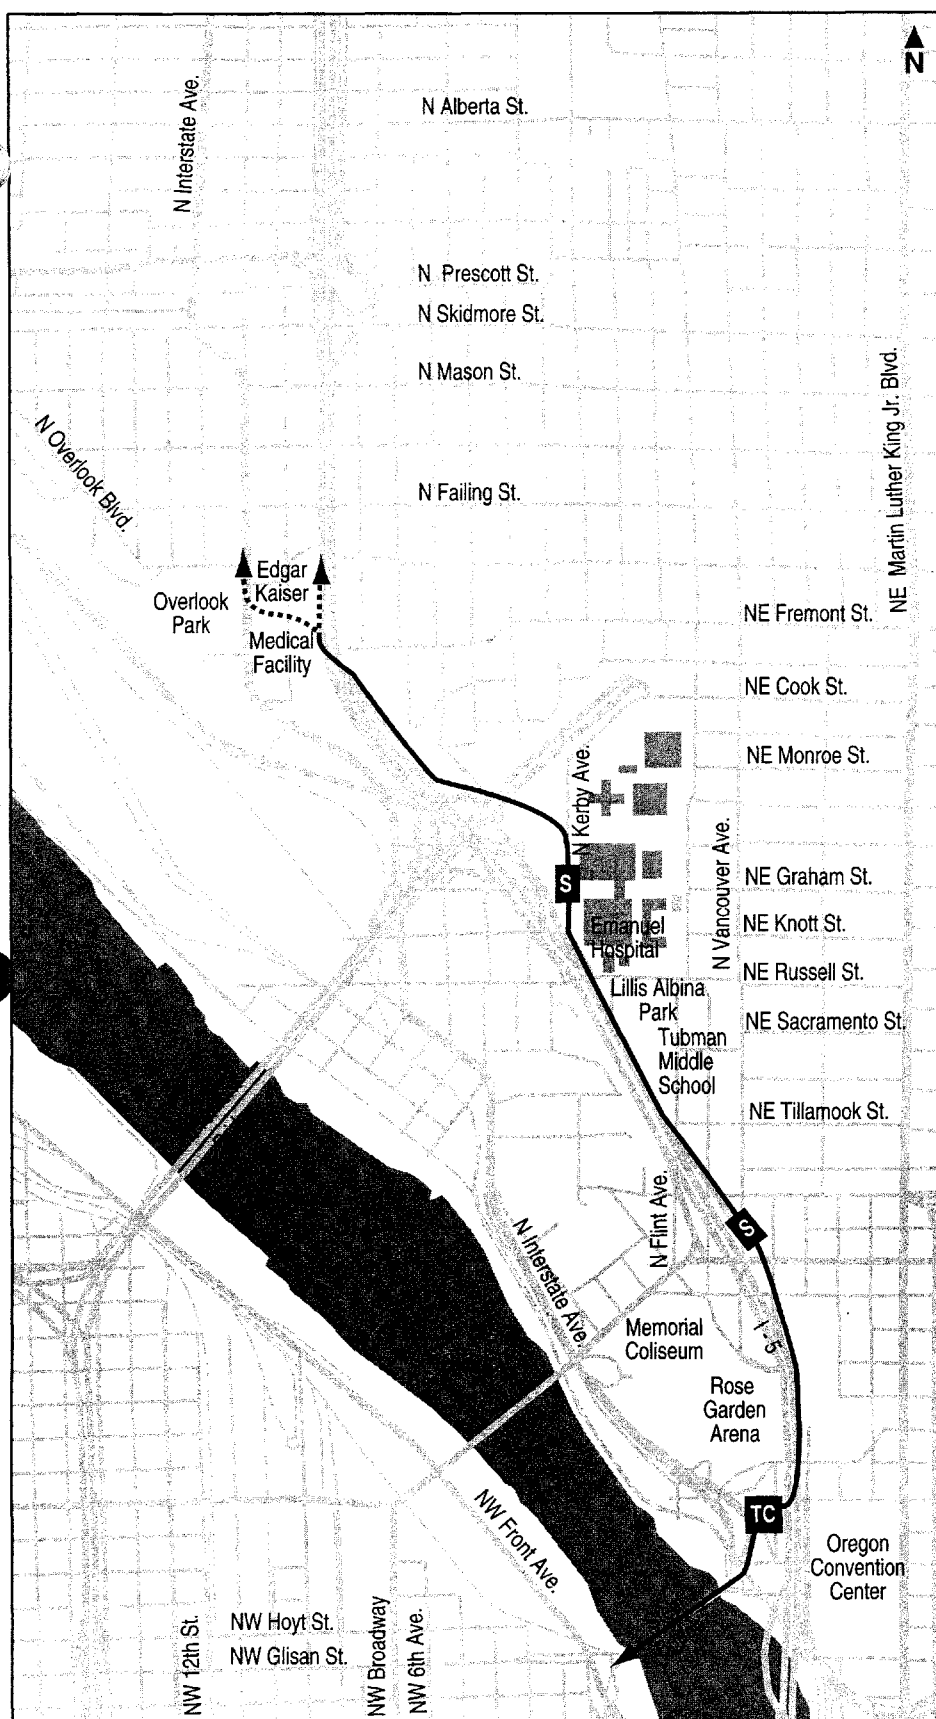 N
N Interstate Ave.
N Alberta St.
N Prescott St.
N Skidmore St.
N Mason St.
NE Martin Luther King Jr. Blvd.
N Overlook Blvd.
N Failing St.
Edgar
Kaiser
Medical
Facility
Overlook
Park
NE Fremont St.
NE Cook St.
NE Monroe St.
N Kerby Ave.
N Vancouver Ave.
S
NE Graham St.
NE Knott St.
Emanuel
Hospital
NE Russell St.
Lillis Albina
Park
NE Sacramento St.
Tubman
Middle
School
NE Tillamook St.
N Flint Ave.
S
N Interstate Ave.
Memorial
Coliseum
I-5
Rose
Garden
Arena
TC
NW Front Ave.
Oregon
Convention
Center
NW 12th St.
NW Hoyt St.
NW Glisan St.
NW Broadway
NW 6th Ave.